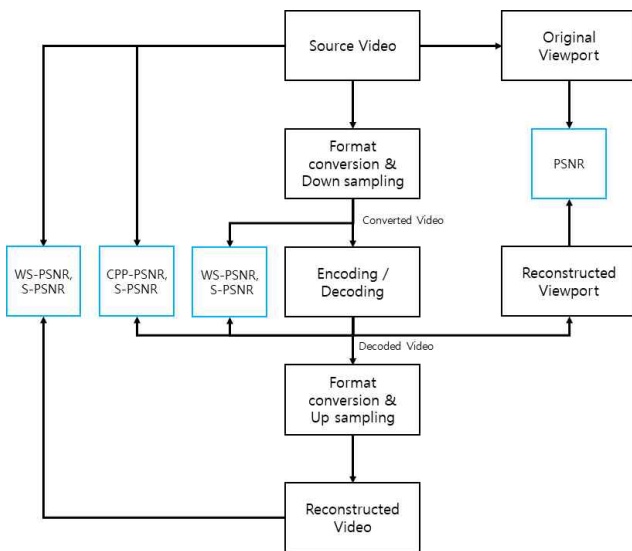 Source Video
Original
Viewport
Format
conversion &
Down sampling
PSNR
Converted Video
WS-PSNR,
S-PSNR
CPP-PSNR,
S-PSNR
WS-PSNR,
S-PSNR
Encoding /
Decoding
Reconstructed
Viewport
Decoded Video
Format
conversion &
Up sampling
Reconstructed
Video